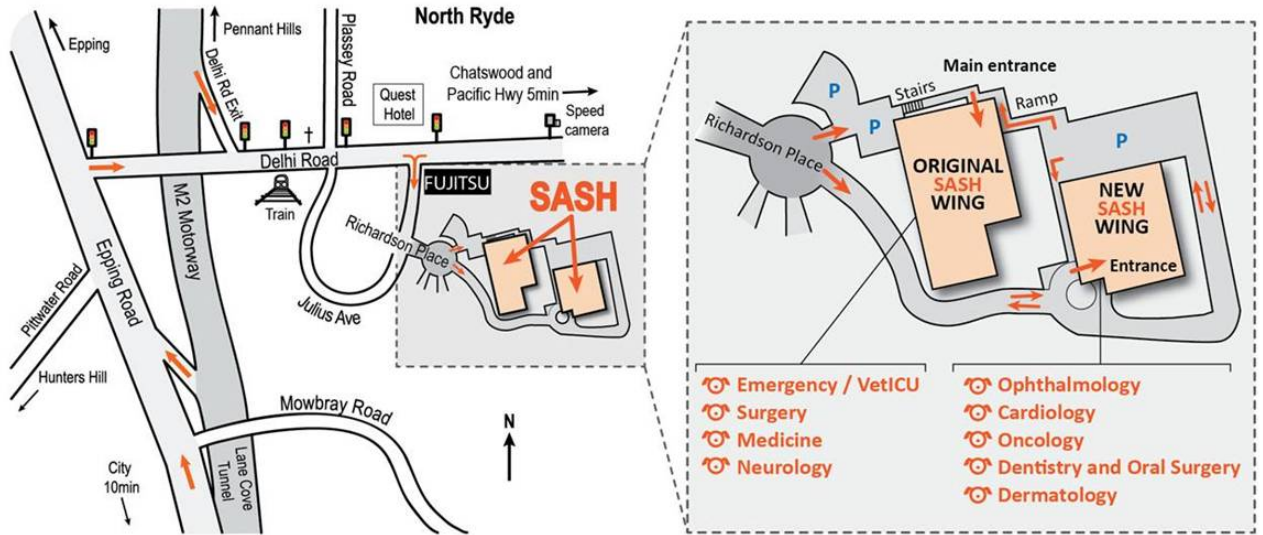 North Ryde
Epping
Pennant Hills
Delhi Rd Exit
Plassey Road
Quest
Hotel
Chatswood and
Pacific Hwy 5min
Speed
camera
Delhi Road
Train
FUJITSU
SASH
Richardson Place
Julius Ave
M2 Motorway
Epping Road
Pittwater Road
Hunters Hill
Mowbray Road
Lane Cove
Tunnel
City
10min
N
Main entrance
Stairs
Ramp
P
P
P
Richardson Place
ORIGINAL
SASH
WING
NEW
SASH
WING
Entrance
Emergency / VetICU
Surgery
Medicine
Neurology
Ophthalmology
Cardiology
Oncology
Dentistry and Oral Surgery
Dermatology